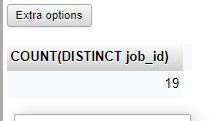 Extra options
COUNT(DISTINCT job_id)
19